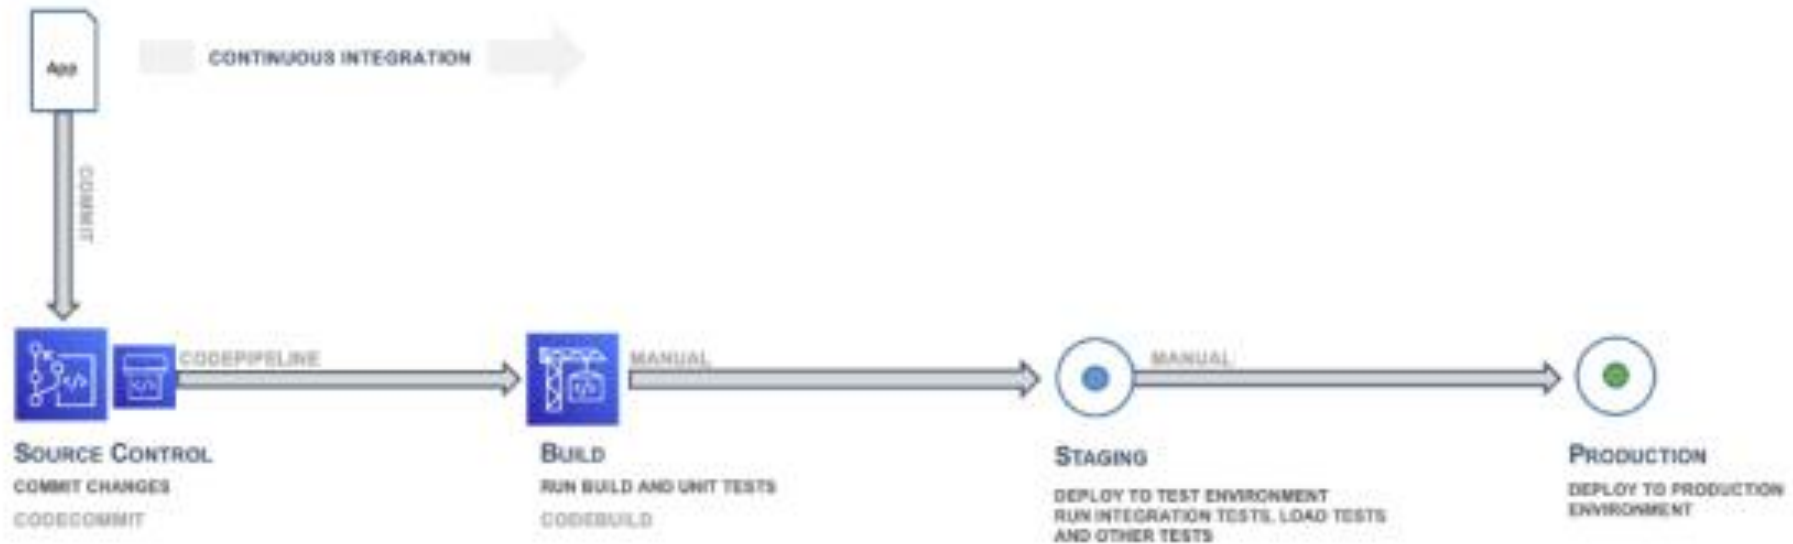 App
CONTINUOUS INTEGRATION
COMMIT
CODEPIPELINE
MANUAL
MANUAL
SOURCE CONTROL
COMMIT CHANGES
CODECOMMIT
BUILD
RUN BUILD AND UNIT TESTS
CODEBUILD
STAGING
DEPLOY TO TEST ENVIRONMENT
RUN INTEGRATION TESTS, LOAD TESTS
AND OTHER TESTS
PRODUCTION
DEPLOY TO PRODUCTION
ENVIRONMENT